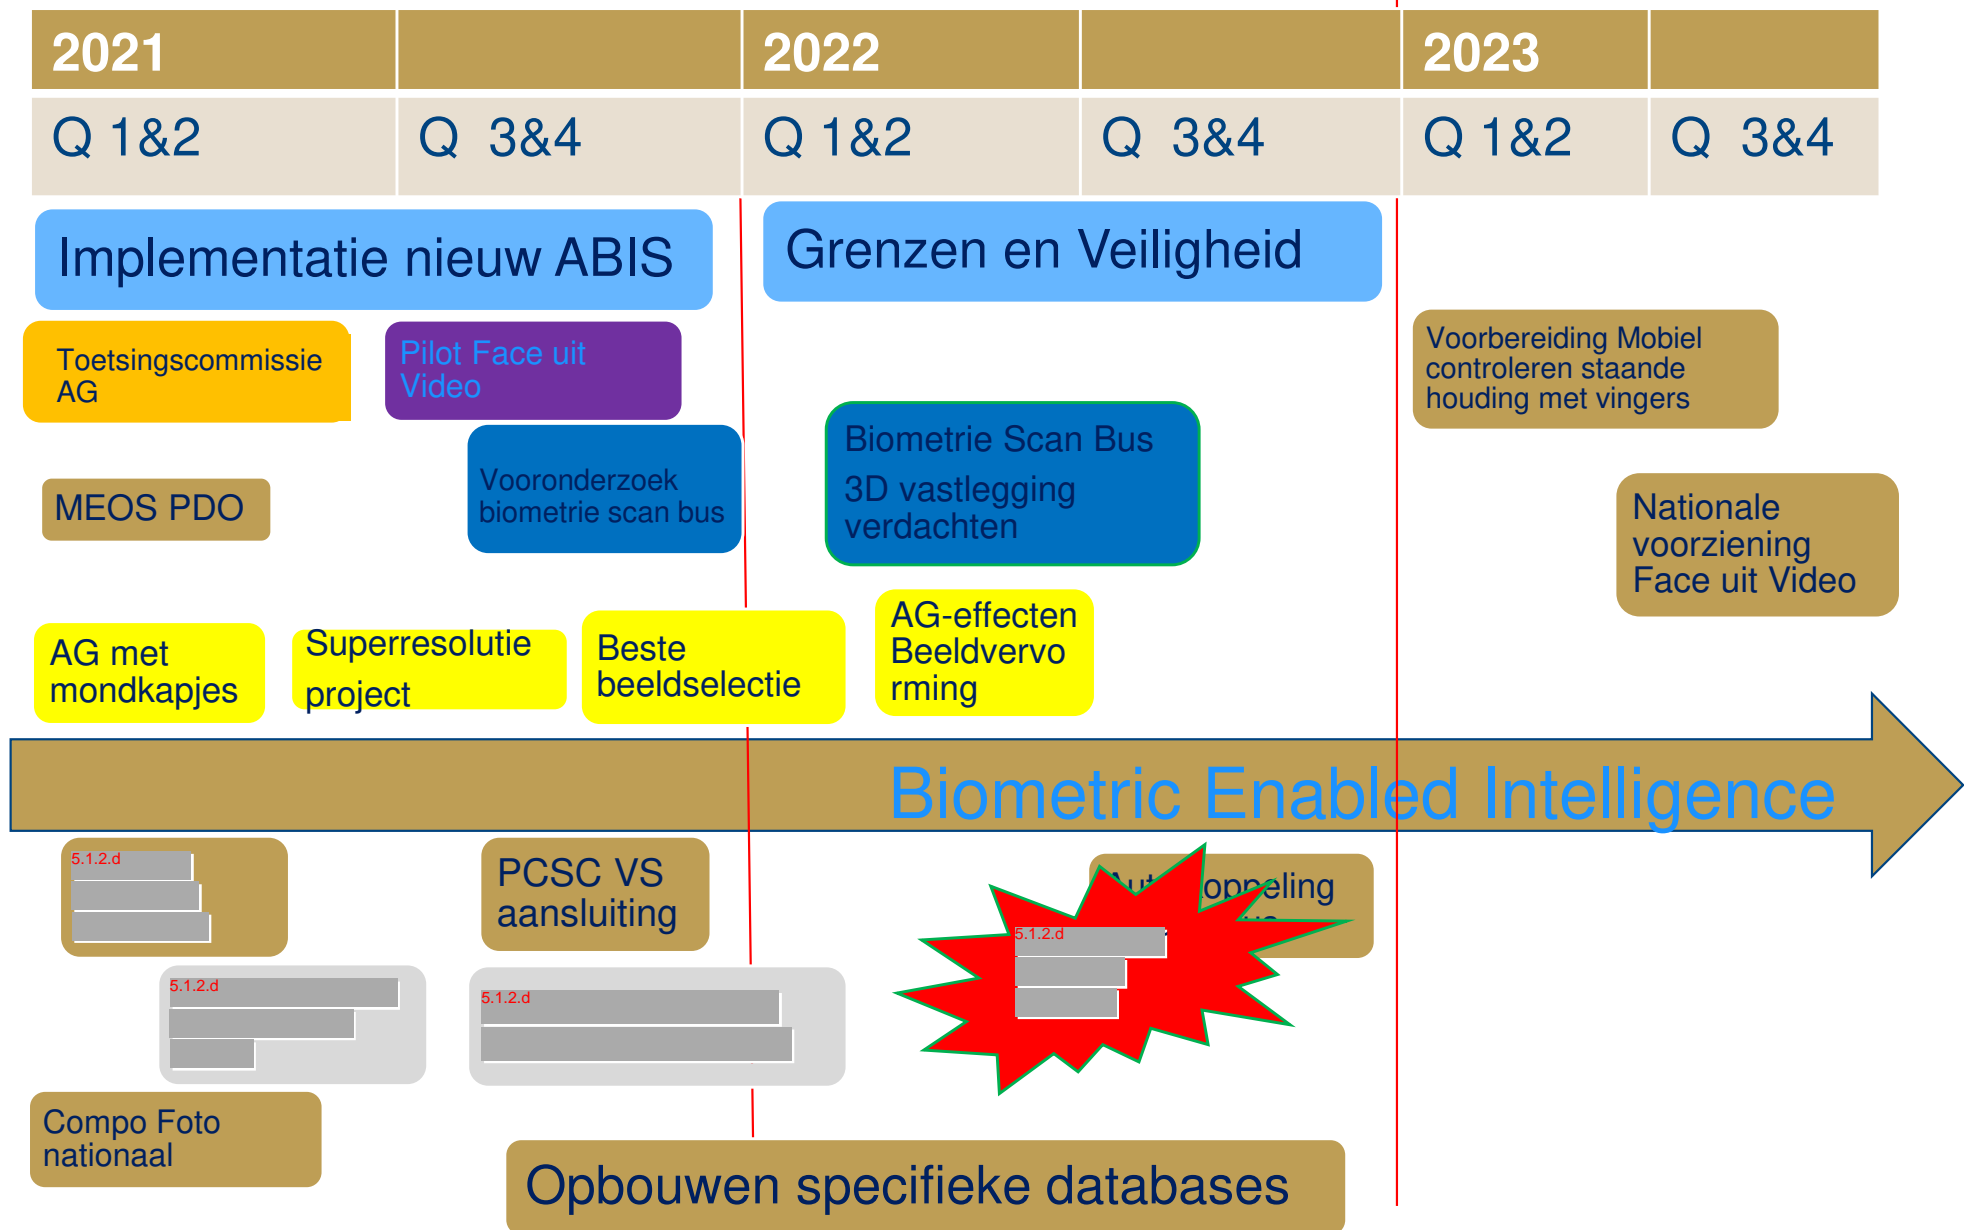 2021 2022 2023
Q 1&2 Q 3&4 Q 1&2 Q 3&4 Q 1&2 Q 3&4
Implementatie nieuw ABIS
Grenzen en Veiligheid
Toetsingscommissie
AG
Pilot Face uit
Video
Voorbereiding Mobiel
controleren staande
houding met vingers
MEOS PDO
Vooronderzoek
biometrie scan bus
Biometrie Scan Bus
3D vastlegging
verdachten
Nationale
voorziening
Face uit Video
AG met
mondkapjes
Superresolutie
project
Beste
beeldselectie
AG-effecten
Beeldvervo
rming
Biometric Enabled Intelligence
5.1.2.d
PCSC VS
aansluiting
5.1.2.d
5.1.2.d
5.1.2.d
Compo Foto
nationaal
Opbouwen specifieke databases